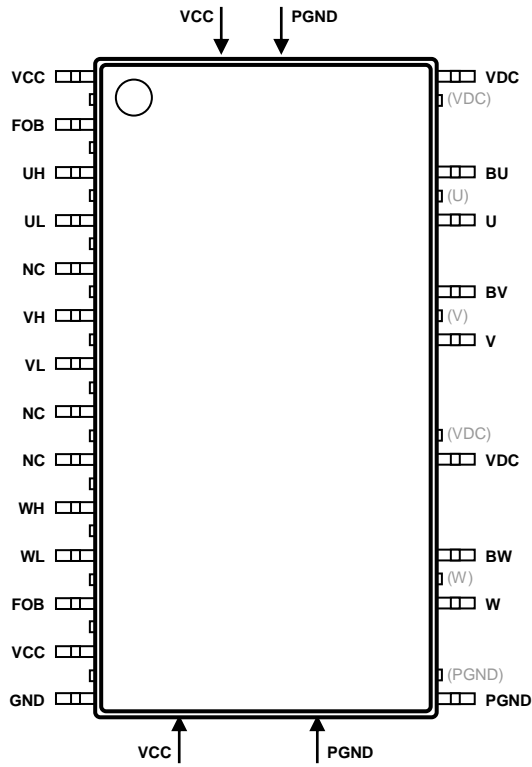 VCC PGND
VCC
FOB
UH
UL
NC
VH
VL
NC
NC
WH
WL
FOB
VCC
GND
VDC
(VDC)
BU
(U)
U
BV
(V)
V
(VDC)
VDC
BW
(W)
W
(PGND)
PGND
VCC PGND